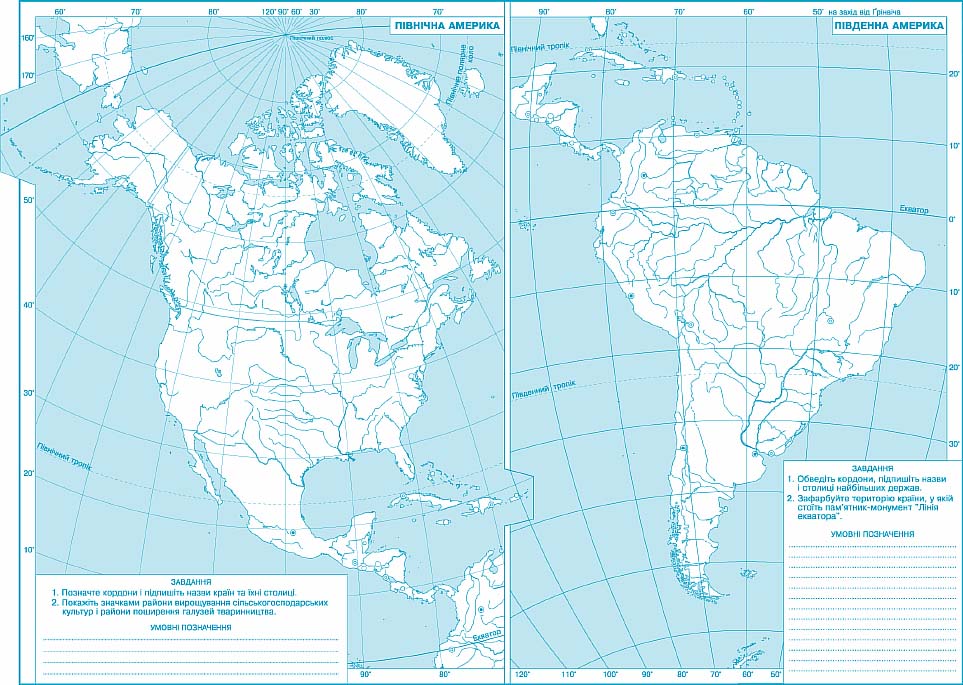 60° 70° 80° 120° 90° 60° 30° 80° 70° 60°
ПІВНІЧНА АМЕРИКА
160°
170°
50°
40°
30°
20°
10°
Північний полюс
Північне полярне коло
Північний тропік
Екватор
90° 80° 70°
ЗАВДАННЯ
1. Позначте кордони і підпишіть назви країн та їхні столиці.
2. Покажіть значками райони вирощування сільськогосподарських
культур і райони поширення галузей тваринництва.
УМОВНІ ПОЗНАЧЕННЯ
90° 80° 70° 60° 50° на захід від Грінвіча
ПІВДЕННА АМЕРИКА
Північний тропік
20°
10°
Екватор
0°
10°
Південний тропік
20°
30°
120° 110° 100° 90° 80° 70° 60° 50°
ЗАВДАННЯ
1. Обведіть кордони, підпишіть назви
і столиці найбільших держав.
2. Зафарбуйте територію країни, у якій
стоїть пам'ятник-монумент "Лінія
екватора".
УМОВНІ ПОЗНАЧЕННЯ